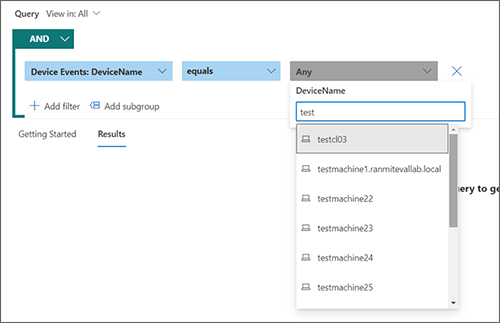 Query View in: All
AND
Device Events: DeviceName equals Any
DeviceName
Add filter Add subgroup
test
Getting Started Results
testcl03
testmachine1.ranmitevallab.local
query to ge
testmachine22
testmachine23
testmachine24
testmachine25